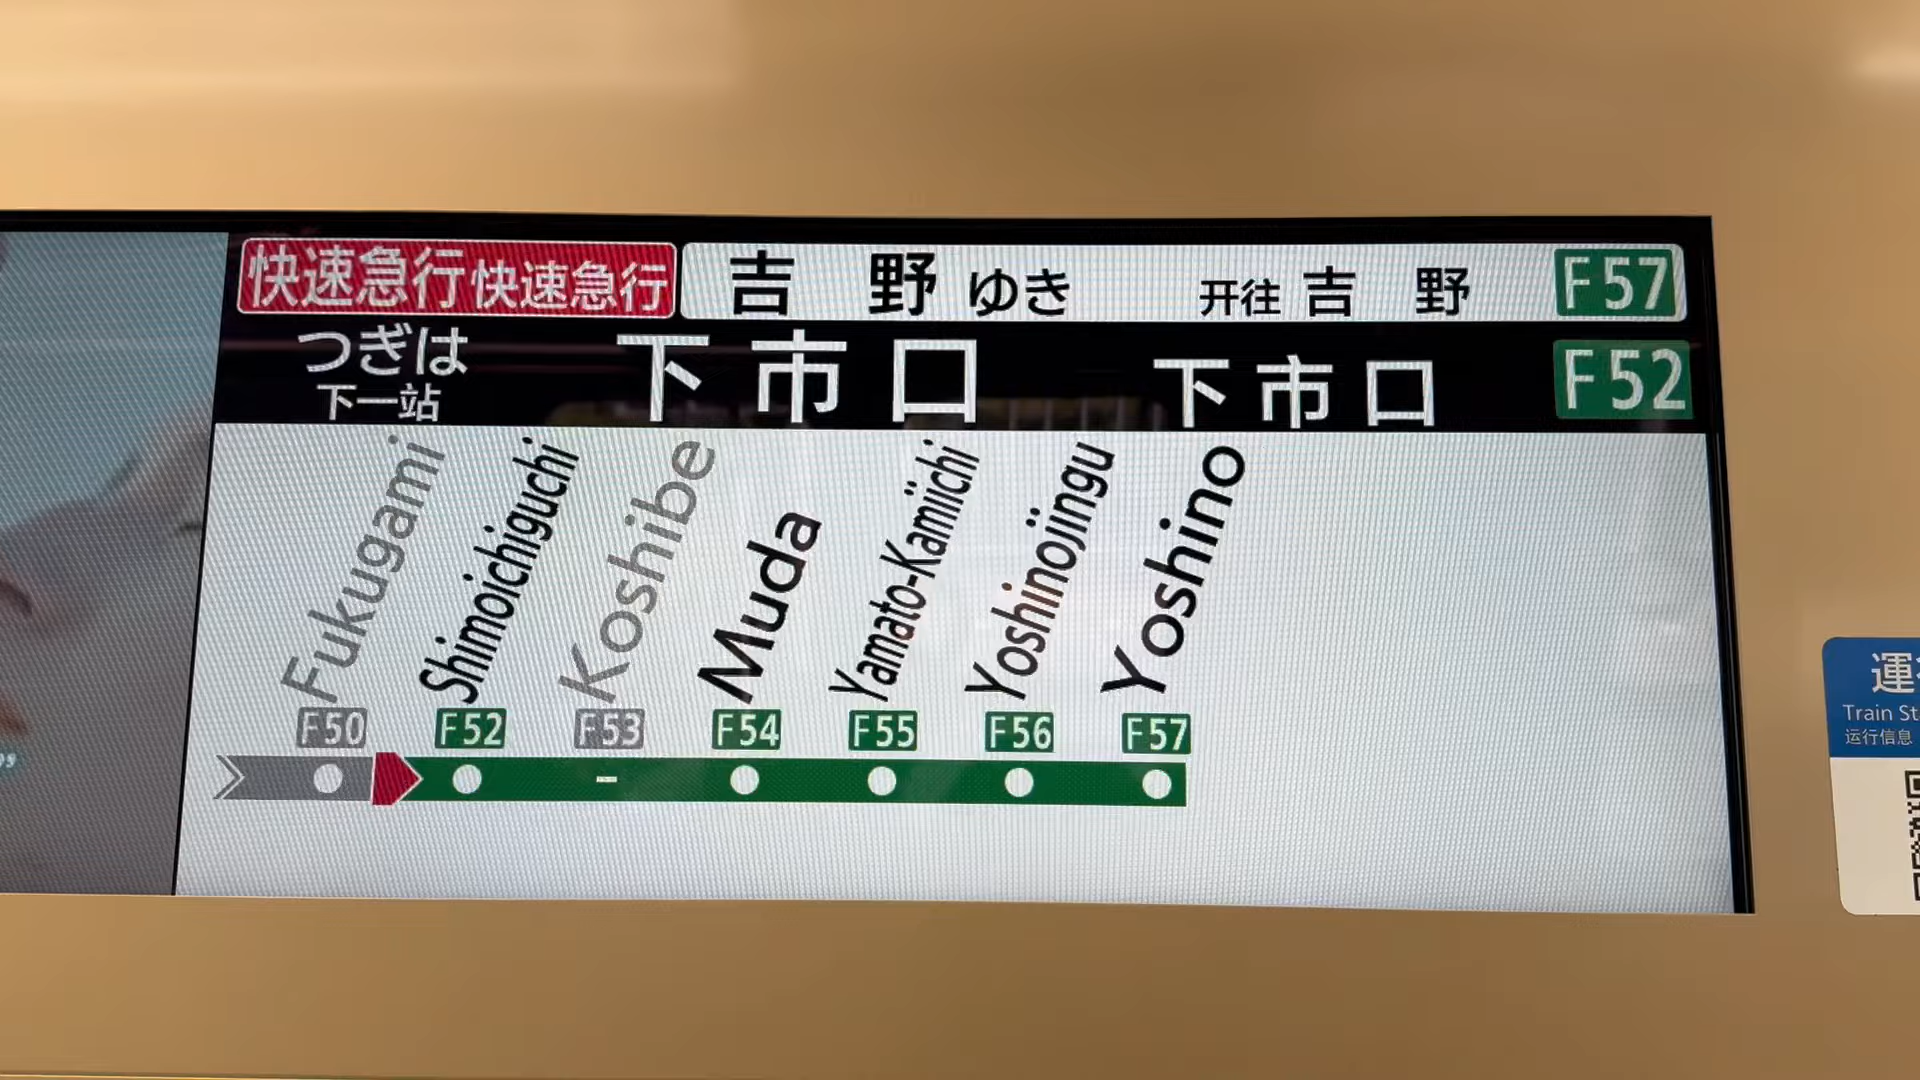 快速急行 快速急行 吉野 ゆき 开往 吉野 F57
つぎは 下市口 下市口 F52
下一站
Fukugami Shimoichiguchi Koshibe Muda Yamato-Kamiichi Yoshinojingu Yoshino
F50 F52 F53 F54 F55 F56 F57
運
Train St
运行信息
"